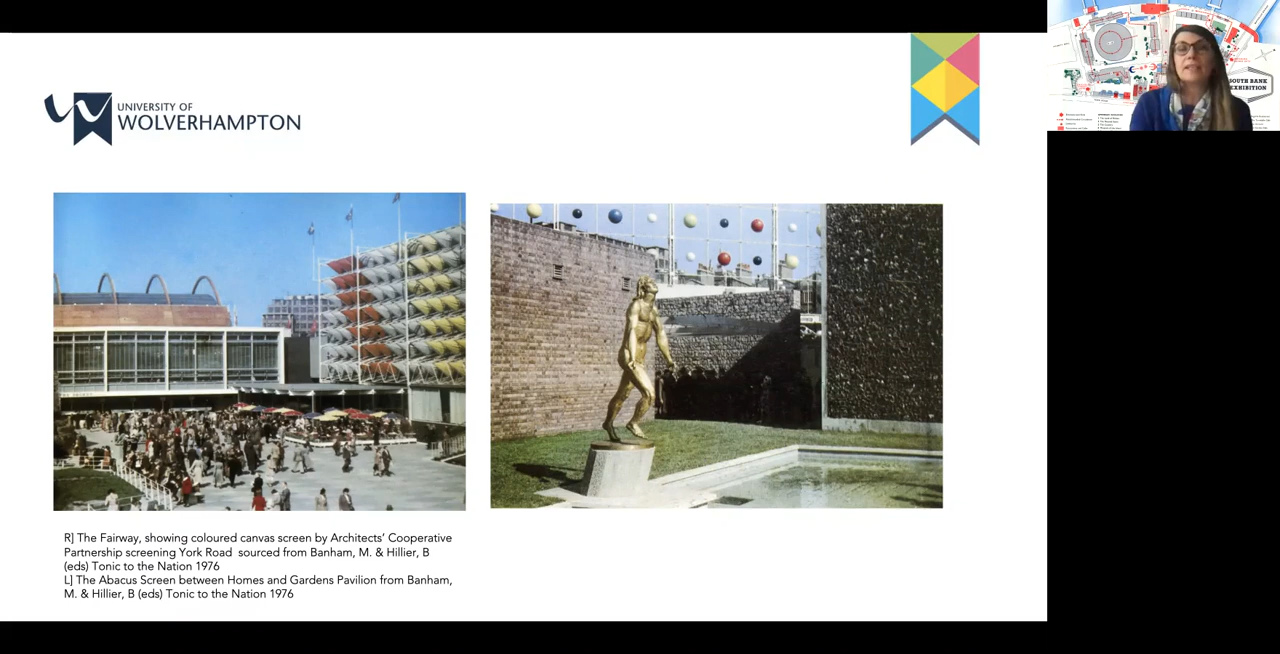 UNIVERSITY OF
WOLVERHAMPTON
SOUTH BANK
EXHIBITION
R] The Fairway, showing coloured canvas screen by Architects' Cooperative
Partnership screening York Road  sourced from Banham, M. & Hillier, B
(eds) Tonic to the Nation 1976
L] The Abacus Screen between Homes and Gardens Pavilion from Banham,
M. & Hillier, B (eds) Tonic to the Nation 1976